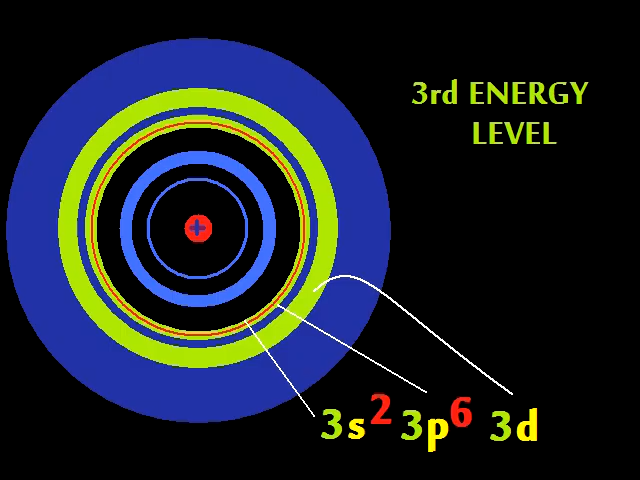 3rd ENERGY
LEVEL
+
3s² 3p⁶ 3d